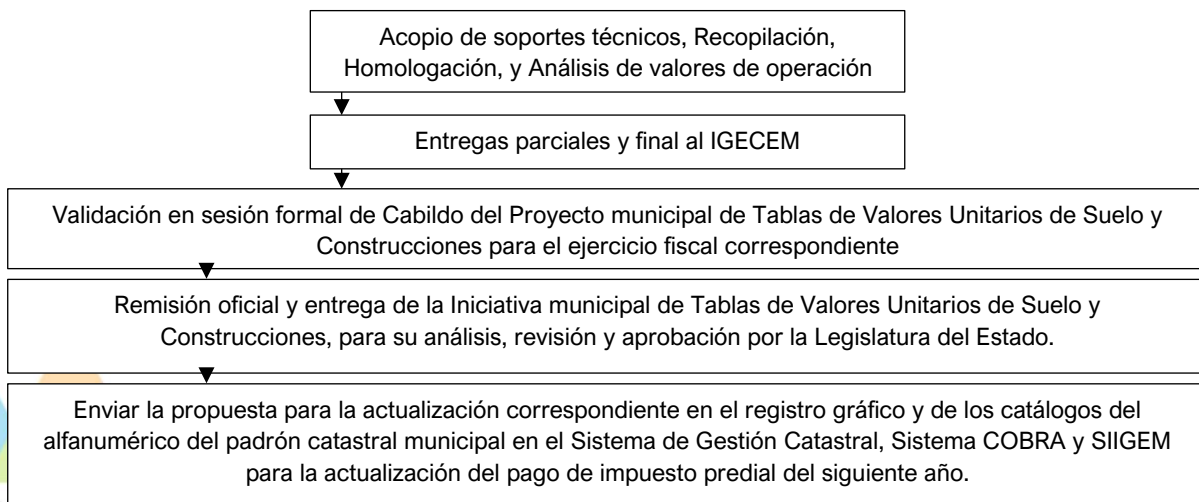 Acopio de soportes técnicos, Recopilación,
Homologación, y Análisis de valores de operación
Entregas parciales y final al IGECEM
Validación en sesión formal de Cabildo del Proyecto municipal de Tablas de Valores Unitarios de Suelo y
Construcciones para el ejercicio fiscal correspondiente
Remisión oficial y entrega de la Iniciativa municipal de Tablas de Valores Unitarios de Suelo y
Construcciones, para su análisis, revisión y aprobación por la Legislatura del Estado.
Enviar la propuesta para la actualización correspondiente en el registro gráfico y de los catálogos del
alfanumérico del padrón catastral municipal en el Sistema de Gestión Catastral, Sistema COBRA y SIIGEM
para la actualización del pago de impuesto predial del siguiente año.